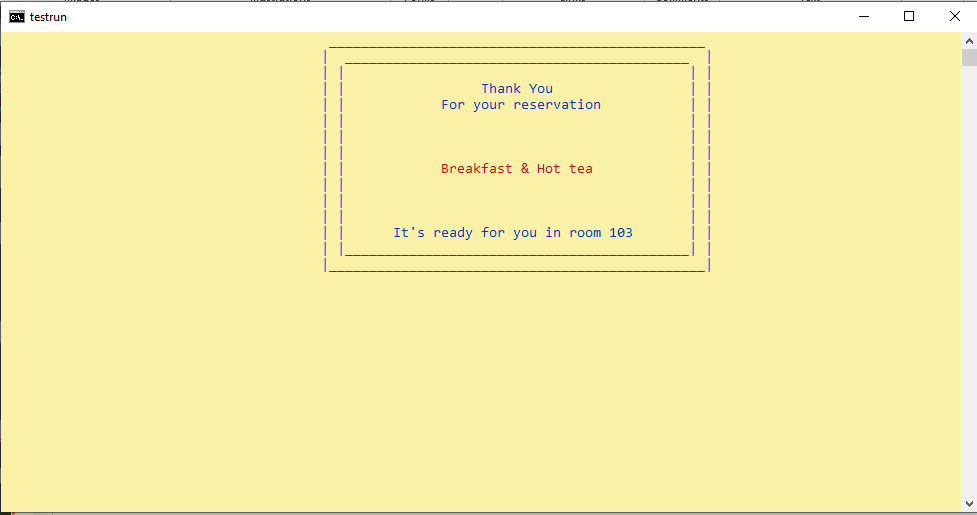 testrun
Thank You
For your reservation
Breakfast & Hot tea
It's ready for you in room 103